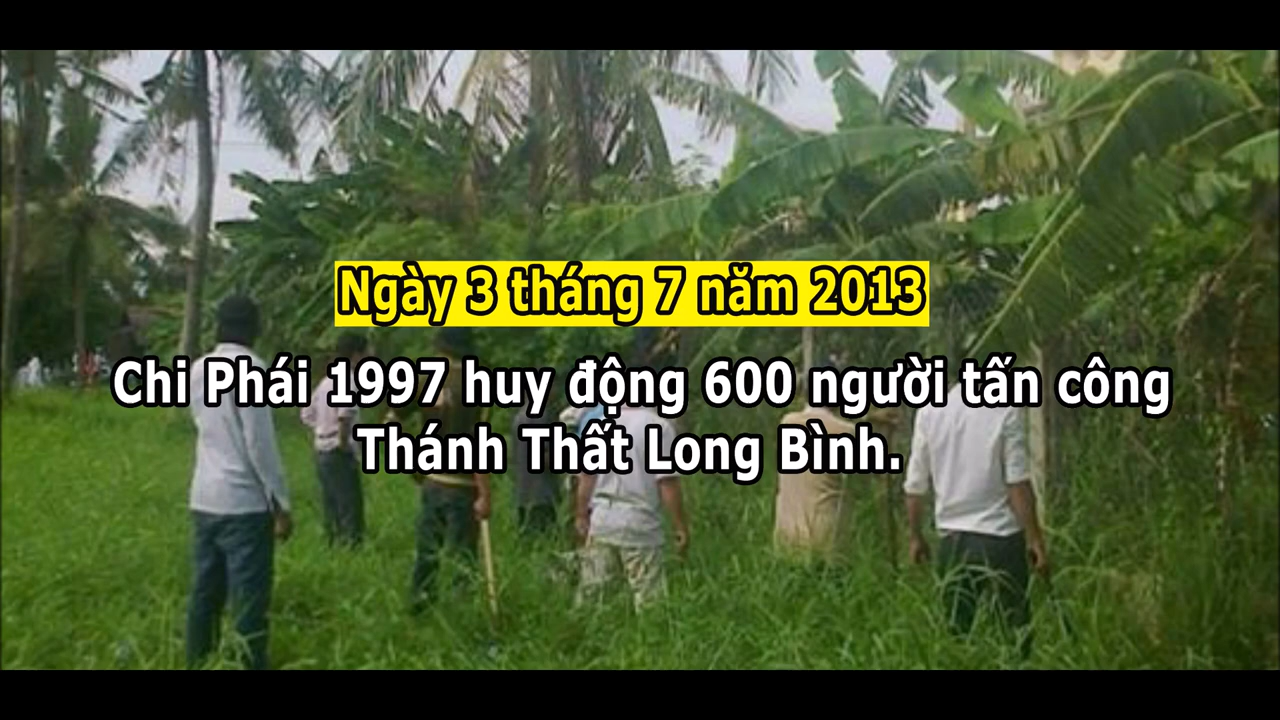 Ngày 3 tháng 7 năm 2013
Chi Phái 1997 huy động 600 người tấn công
Thánh Thất Long Bình.